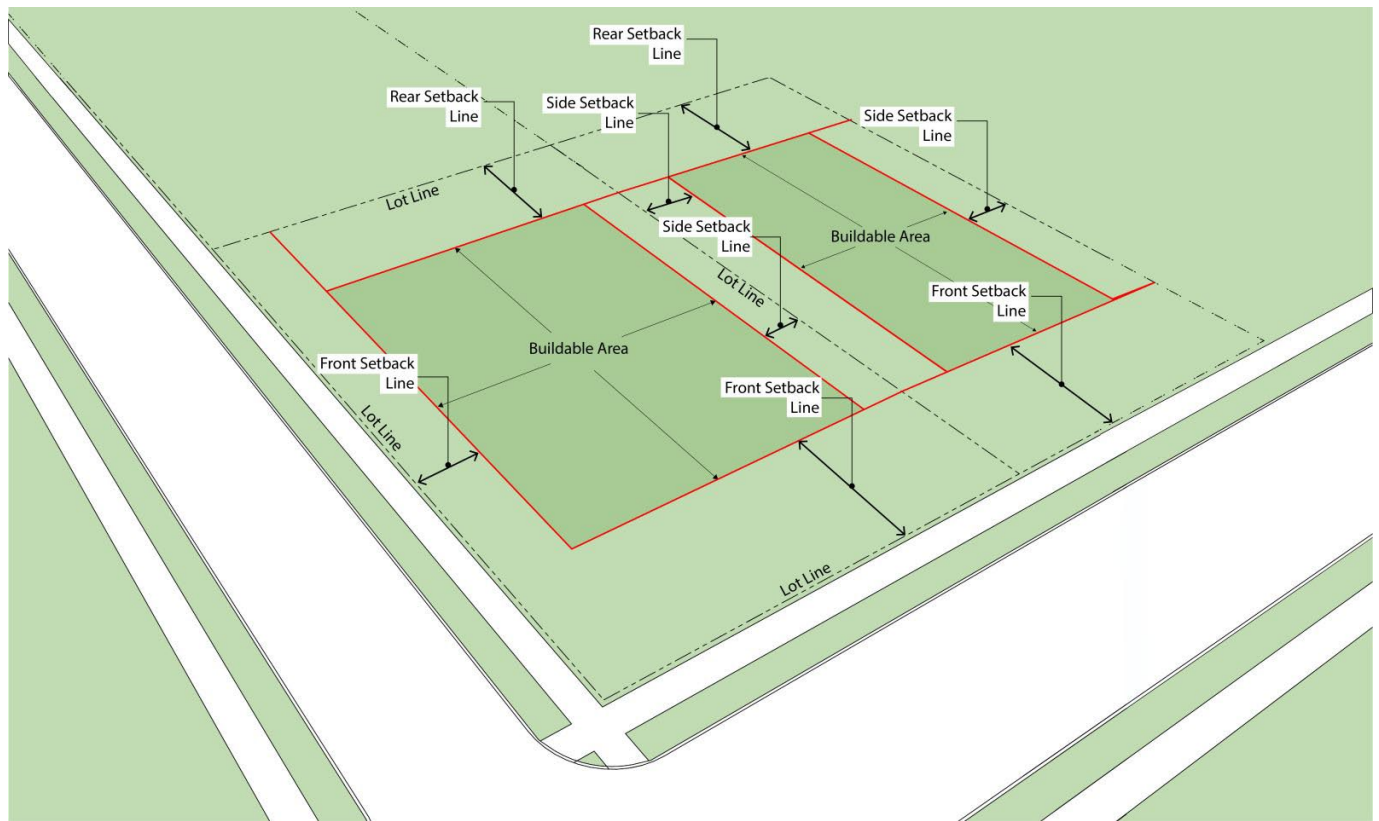 Rear Setback
Line
Rear Setback
Line
Side Setback
Line
Side Setback
Line
Lot Line
Side Setback
Line
Buildable Area
Lot Line
Front Setback
Line
Buildable Area
Front Setback
Line
Front Setback
Line
Lot Line
Lot Line